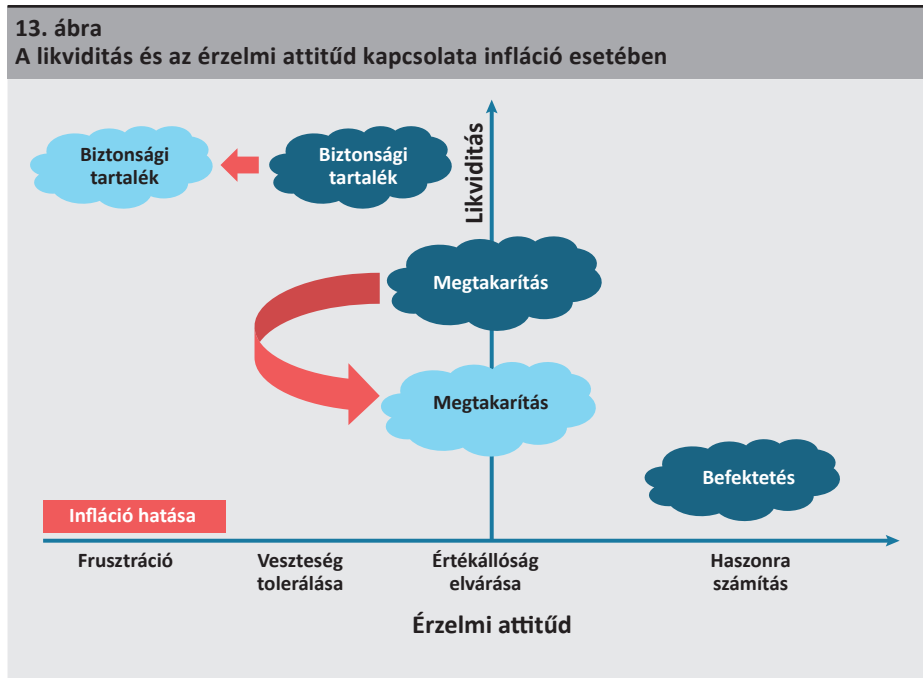 13. ábra
A likviditás és az érzelmi attitűd kapcsolata infláció esetében
Biztonsági
tartalék
Biztonsági
tartalék
Likviditás
Megtakarítás
Megtakarítás
Befektetés
Infláció hatása
Frusztráció
Veszteség
tolerálása
Értékállóság
elvárása
Haszonra
számítás
Érzelmi attitűd